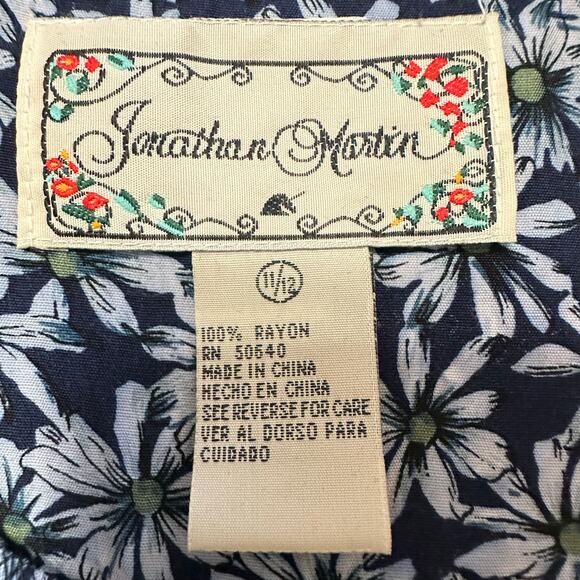 Jonathan Martin
11/12
100% RAYON
RN 50640
MADE IN CHINA
HECHO EN CHINA
SEE REVERSE FOR CARE
VER AL DORSO PARA
CUIDADO